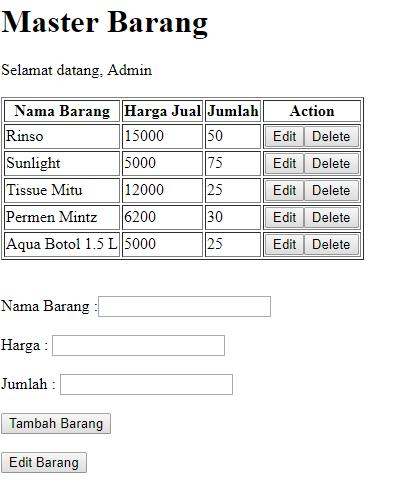 Master Barang
Selamat datang, Admin
Nama Barang Harga Jual Jumlah Action
Rinso 15000 50 Edit Delete
Sunlight 5000 75 Edit Delete
Tissue Mitu 12000 25 Edit Delete
Permen Mintz 6200 30 Edit Delete
Aqua Botol 1.5 L 5000 25 Edit Delete
Nama Barang :
Harga :
Jumlah :
Tambah Barang
Edit Barang